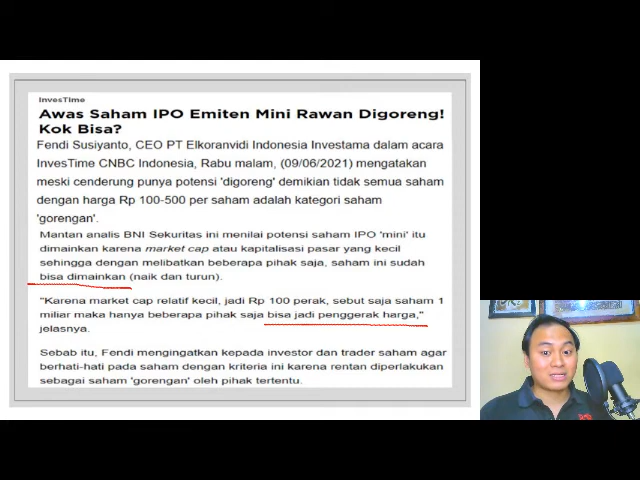 InvesTime
Awas Saham IPO Emiten Mini Rawan Digoreng!
Kok Bisa?
Fendi Susiyanto, CEO PT Elkoranvidi Indonesia Investama dalam acara
InvesTime CNBC Indonesia, Rabu malam, (09/06/2021) mengatakan
meski cenderung punya potensi 'digoreng' demikian tidak semua saham
dengan harga Rp 100-500 per saham adalah kategori saham
'gorengan'.
Mantan analis BNI Sekuritas ini menilai potensi saham IPO 'mini' itu
dimainkan karena market cap atau kapitalisasi pasar yang kecil
sehingga dengan melibatkan beberapa pihak saja, saham ini sudah
bisa dimainkan (naik dan turun).
"Karena market cap relatif kecil, jadi Rp 100 perak, sebut saja saham 1
miliar maka hanya beberapa pihak saja bisa jadi penggerak harga,"
jelasnya.
Sebab itu, Fendi mengingatkan kepada investor dan trader saham agar
berhati-hati pada saham dengan kriteria ini karena rentan diperlakukan
sebagai saham 'gorengan' oleh pihak tertentu.